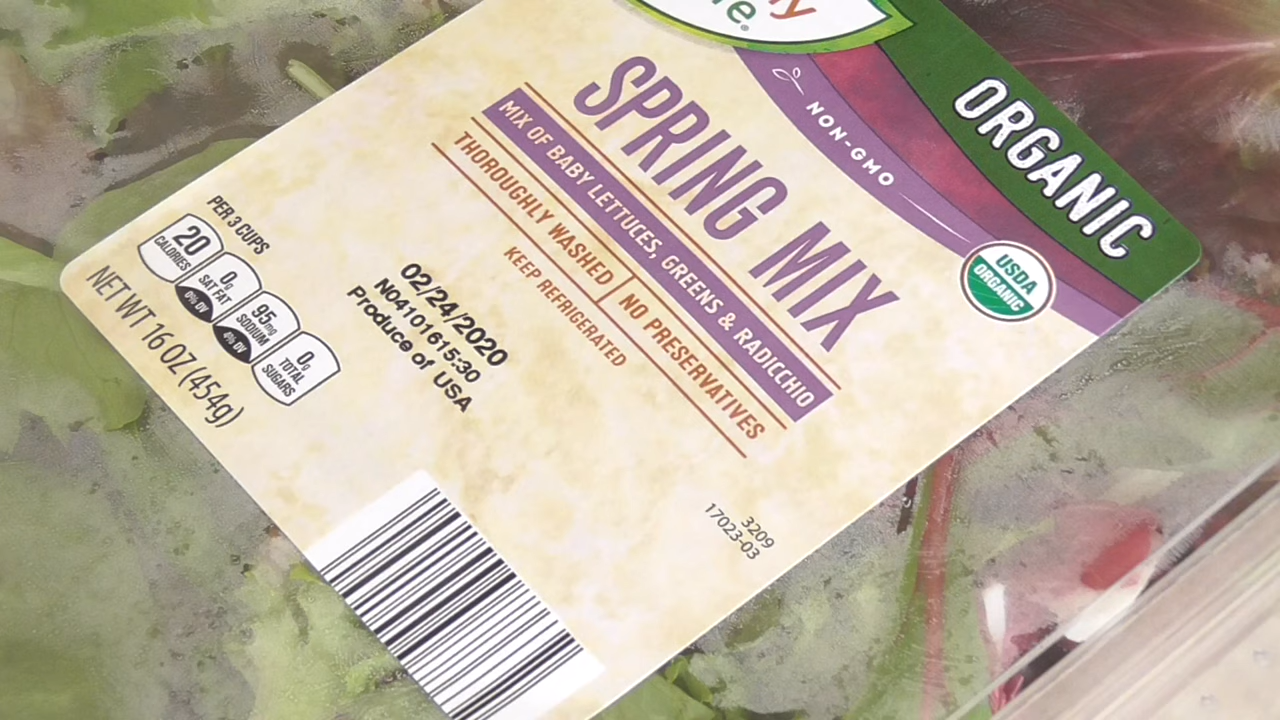 ORGANIC
NON-GMO
USDA
ORGANIC
SPRING MIX
MIX OF BABY LETTUCES, GREENS & RADICCHIO
THOROUGHLY WASHED | NO PRESERVATIVES
KEEP REFRIGERATED
PER 3 CUPS
20
CALORIES
0g
SAT FAT
0% DV
95mg
SODIUM
4% DV
0g
TOTAL
SUGARS
NET WT 16 OZ (454g)
02/24/2020
N04101615:30
Produce of USA
3209
17023-03